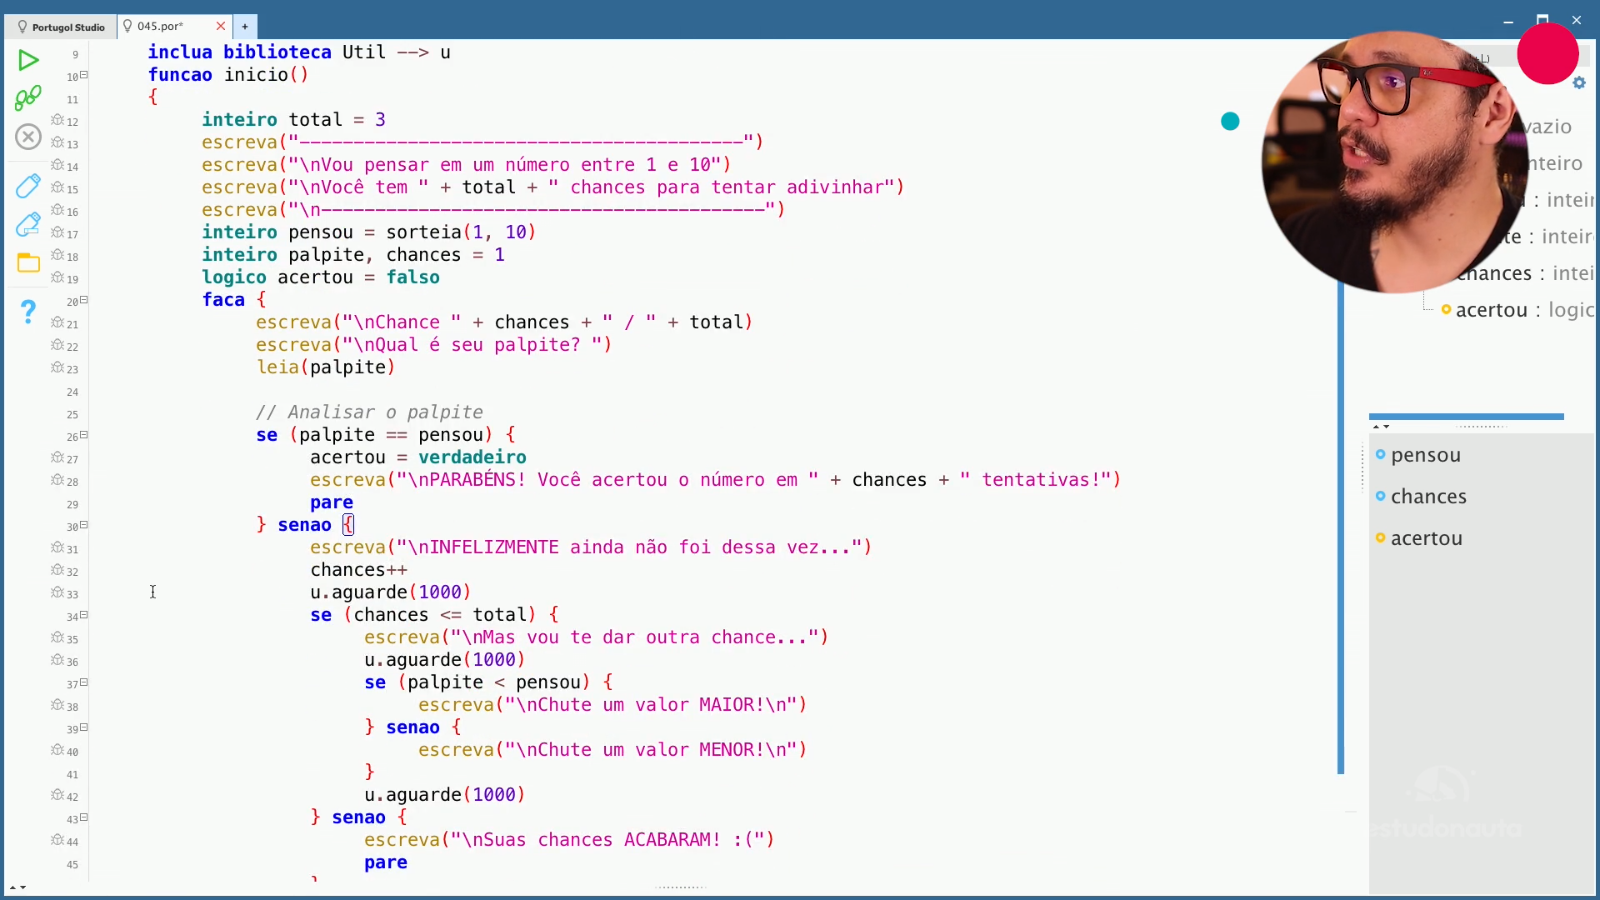 Portugol Studio
045.por*
9 inclua biblioteca Util --> u
10 funcao inicio()
11 {
12 inteiro total = 3
13 escreva("-----------------------------------------")
14 escreva("\nVou pensar em um número entre 1 e 10")
15 escreva("\nVocê tem " + total + " chances para tentar adivinhar")
16 escreva("\n-----------------------------------------")
17 inteiro pensou = sorteia(1, 10)
18 inteiro palpite, chances = 1
19 logico acertou = falso
20 faca {
21 escreva("\nChance " + chances + " / " + total)
22 escreva("\nQual é seu palpite? ")
23 leia(palpite)
24
25 // Analisar o palpite
26 se (palpite == pensou) {
27 acertou = verdadeiro
28 escreva("\nPARABÉNS! Você acertou o número em " + chances + " tentativas!")
29 pare
30 } senao {
31 escreva("\nINFELIZMENTE ainda não foi dessa vez...")
32 chances++
33 u.aguarde(1000)
34 se (chances <= total) {
35 escreva("\nMas vou te dar outra chance...")
36 u.aguarde(1000)
37 se (palpite < pensou) {
38 escreva("\nChute um valor MAIOR!\n")
39 } senao {
40 escreva("\nChute um valor MENOR!\n")
41 }
42 u.aguarde(1000)
43 } senao {
44 escreva("\nSuas chances ACABARAM! :(")
45 pare
vazio
inteiro
: inteir
te : inteir
chances : intei
acertou : logic
pensou
chances
acertou
estudonauta